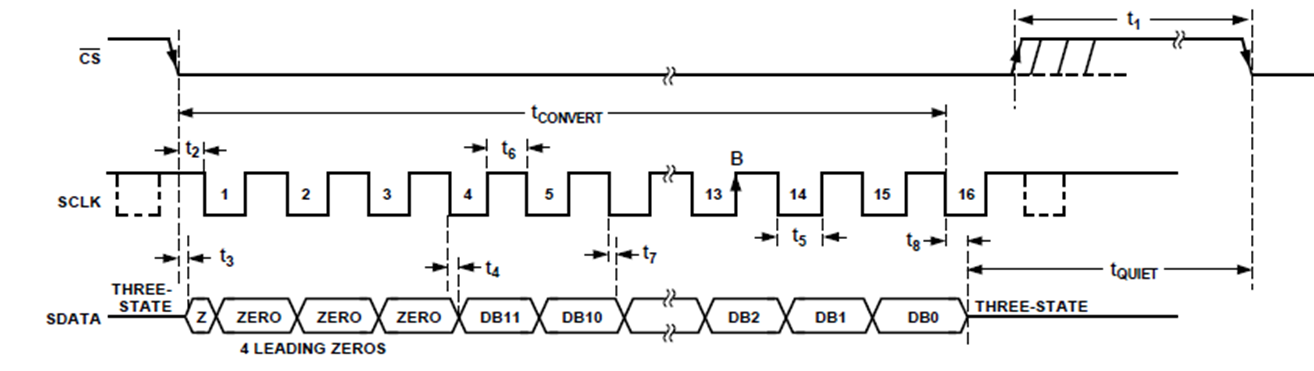 t1
CS
tCONVERT
t2
t6
B
SCLK
1
2
3
4
5
13
14
15
16
t3
t4
t7
t5
t8
tQUIET
THREE-
STATE
THREE-STATE
SDATA
Z
ZERO
ZERO
ZERO
DB11
DB10
DB2
DB1
DB0
4 LEADING ZEROS